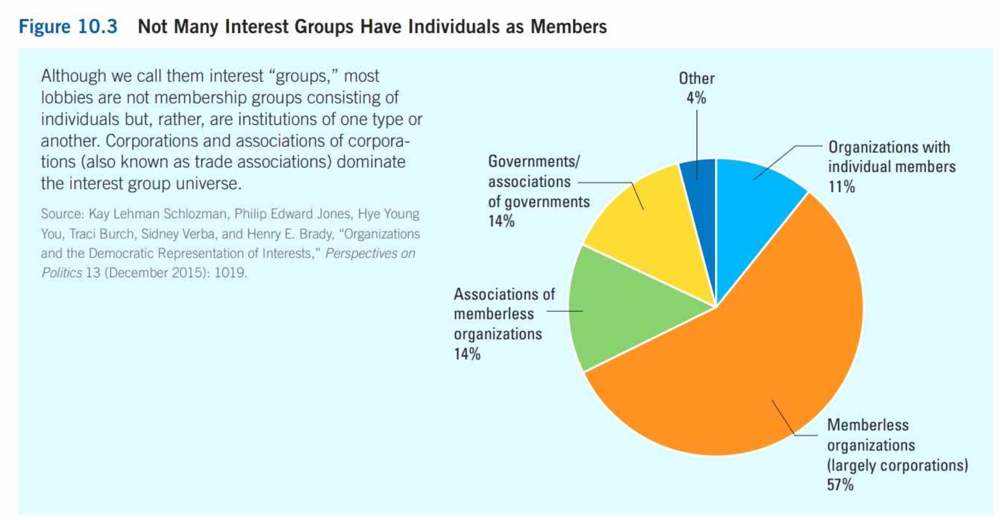 Figure 10.3 Not Many Interest Groups Have Individuals as Members
Although we call them interest “groups,” most
lobbies are not membership groups consisting of
individuals but, rather, are institutions of one type or
another. Corporations and associations of corpora-
tions (also known as trade associations) dominate
the interest group universe.
Source: Kay Lehman Schlozman, Philip Edward Jones, Hye Young
You, Traci Burch, Sidney Verba, and Henry E. Brady, “Organizations
and the Democratic Representation of Interests,” Perspectives on
Politics 13 (December 2015): 1019.
Other
4%
Organizations with
individual members
11%
Governments/
associations
of governments
14%
Associations of
memberless
organizations
14%
Memberless
organizations
(largely corporations)
57%